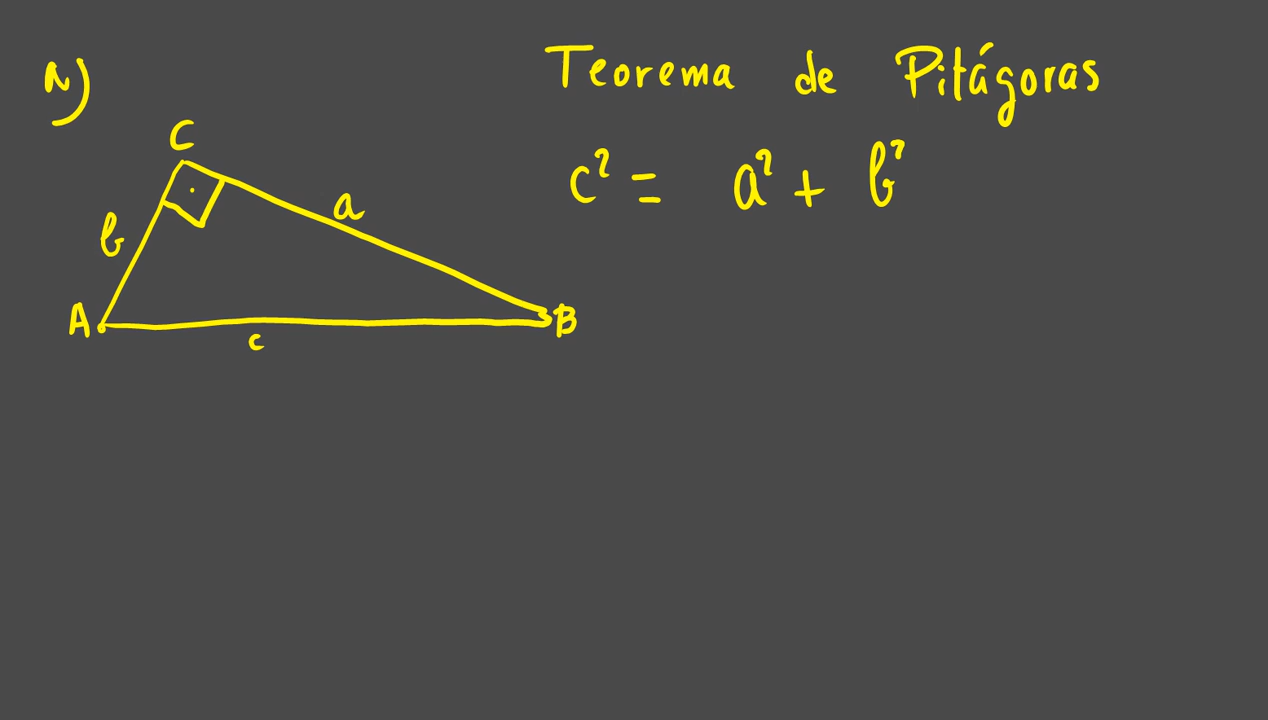 a)
Teorema de Pitágoras
C
c² = a² + b²
a
b
A
B
c